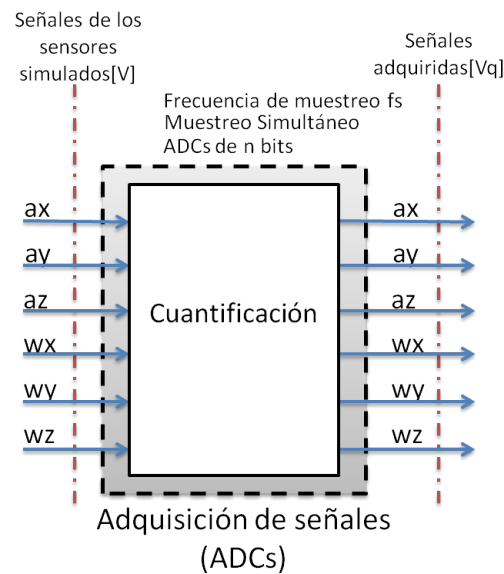 Señales de los
sensores
simulados[V]
Señales
adquiridas[Vq]
Frecuencia de muestreo fs
Muestreo Simultáneo
ADCs de n bits
ax
ay
az
wx
wy
wz
Cuantificación
ax
ay
az
wx
wy
wz
Adquisición de señales
(ADCs)